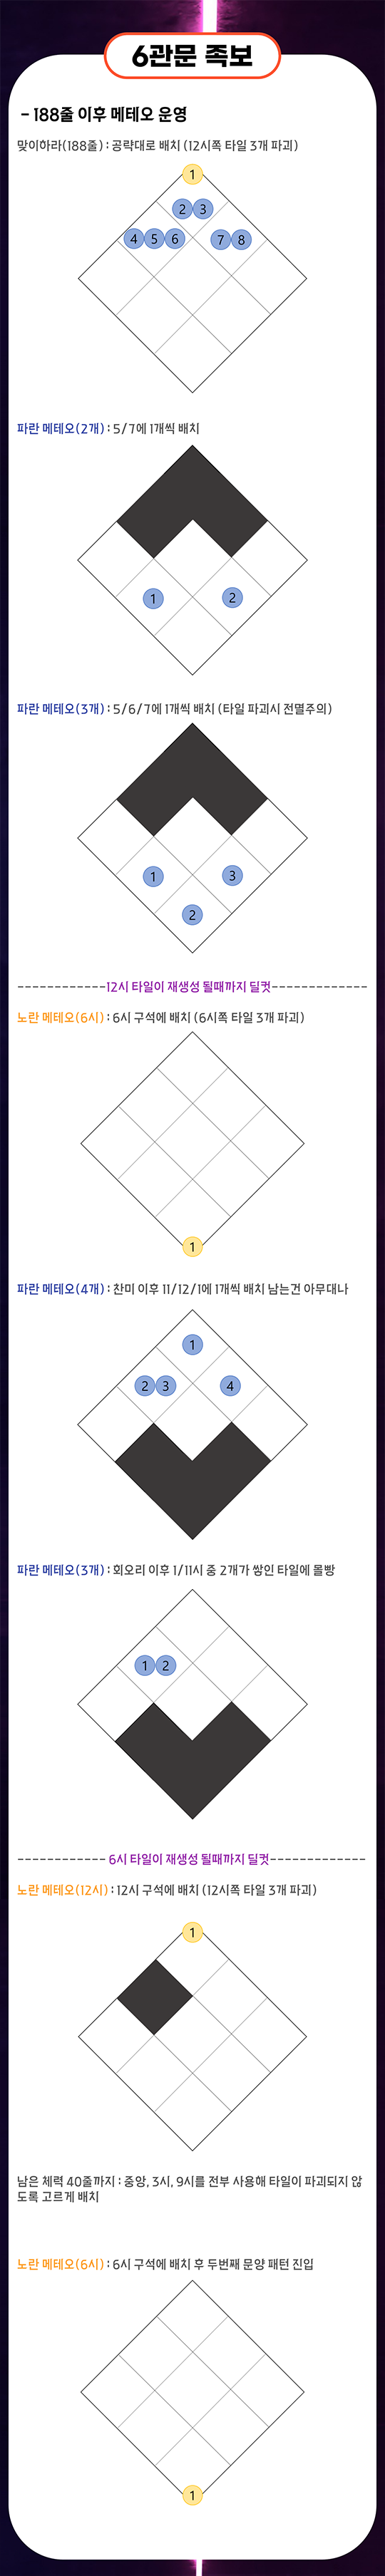 6관문 족보
- 188줄 이후 메테오 운영
맞이하라(188줄) : 공략대로 배치 (12시쪽 타일 3개 파괴)
1
2 3
4 5 6 7 8
파란 메테오(2개) : 5/7에 1개씩 배치
1 2
파란 메테오(3개) : 5/6/7에 1개씩 배치 (타일 파괴시 전멸주의)
1 3
2
------------12시 타일이 재생성 될때까지 딜컷-------------
노란 메테오(6시) : 6시 구석에 배치 (6시쪽 타일 3개 파괴)
1
파란 메테오(4개) : 찬미 이후 11/12/1에 1개씩 배치 남는건 아무대나
1
2 3 4
파란 메테오(3개) : 회오리 이후 1/11시 중 2개가 쌓인 타일에 몰빵
1 2
------------ 6시 타일이 재생성 될때까지 딜컷-------------
노란 메테오(12시) : 12시 구석에 배치 (12시쪽 타일 3개 파괴)
1
남은 체력 40줄까지 : 중앙, 3시, 9시를 전부 사용해 타일이 파괴되지 않
도록 고르게 배치
노란 메테오(6시) : 6시 구석에 배치 후 두번째 문양 패턴 진입
1